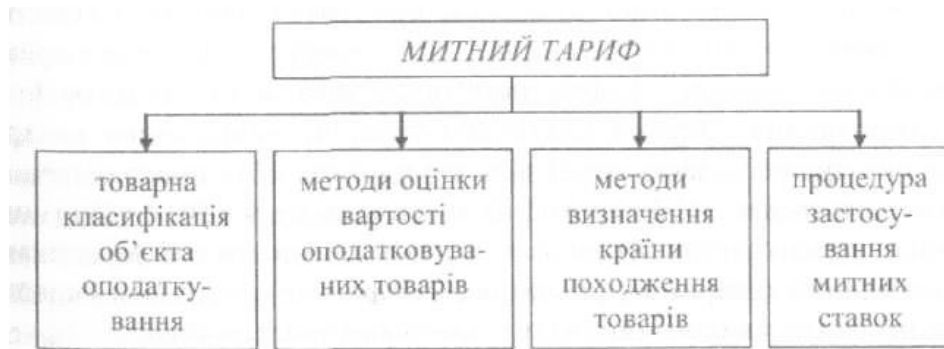 МИТНИЙ ТАРИФ
товарна
класифікація
об’єкта
оподатку-
вання
методи оцінки
вартості
оподатковува-
них товарів
методи
визначення
країни
походження
товарів
процедура
застосу-
вання
митних
ставок